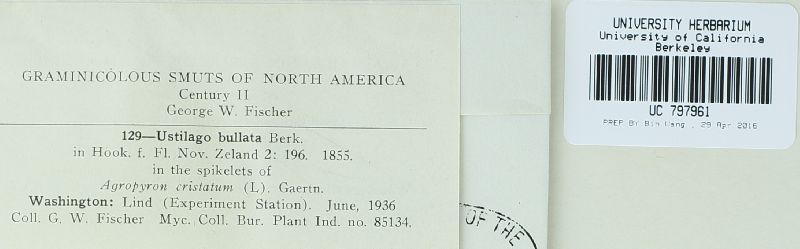 GRAMINICOLOUS SMUTS OF NORTH AMERICA
Century II
George W. Fischer
129—Ustilago bullata Berk.
in Hook. f. Fl. Nov. Zeland 2: 196. 1855.
in the spikelets of
Agropyron cristatum (L). Gaertn.
Washington: Lind (Experiment Station). June, 1936
Coll. G. W. Fischer Myc. Coll. Bur. Plant Ind. no. 85134.
OF THE
UNIVERSITY HERBARIUM
University of California
Berkeley
UC 797961
PREP BY Bin Wang , 29 Apr 2016